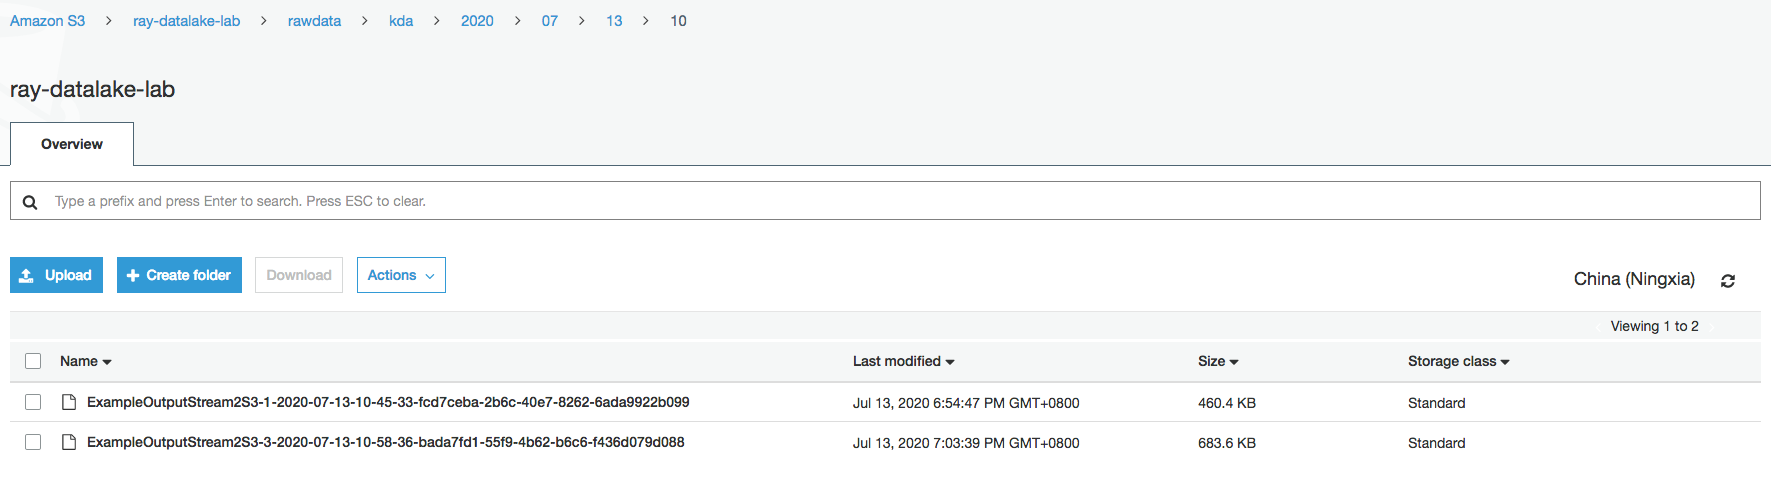 Amazon S3 > ray-datalake-lab > rawdata > kda > 2020 > 07 > 13 > 10
ray-datalake-lab
Overview
Type a prefix and press Enter to search. Press ESC to clear.
Upload + Create folder Download Actions China (Ningxia)
Viewing 1 to 2
Name Last modified Size Storage class
ExampleOutputStream2S3-1-2020-07-13-10-45-33-fcd7ceba-2b6c-40e7-8262-6ada9922b099 Jul 13, 2020 6:54:47 PM GMT+0800 460.4 KB Standard
ExampleOutputStream2S3-3-2020-07-13-10-58-36-bada7fd1-55f9-4b62-b6c6-f436d079d088 Jul 13, 2020 7:03:39 PM GMT+0800 683.6 KB Standard